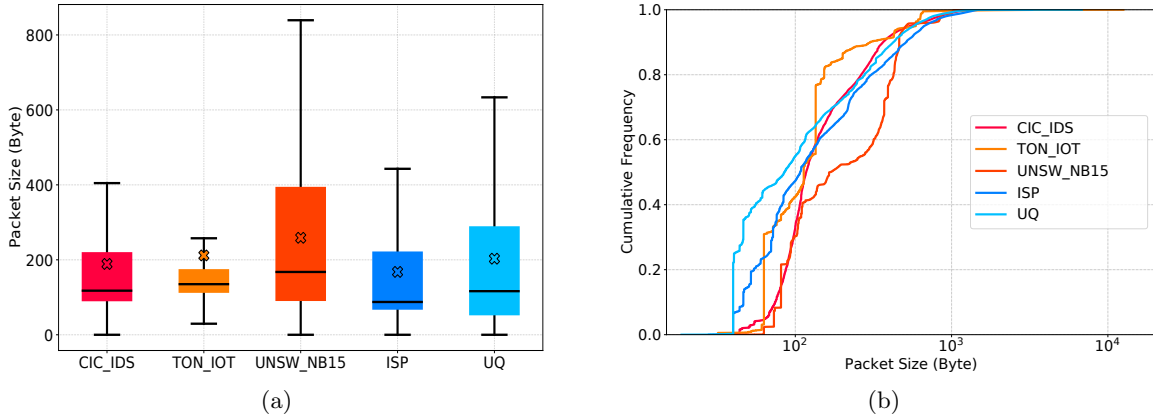 800
600
400
200
0
Packet Size (Byte)
CIC_IDS TON_IOT UNSW_NB15 ISP UQ
(a)
1.0
0.8
0.6
0.4
0.2
0.0
Cumulative Frequency
CIC_IDS
TON_IOT
UNSW_NB15
ISP
UQ
10² 10³ 10⁴
Packet Size (Byte)
(b)